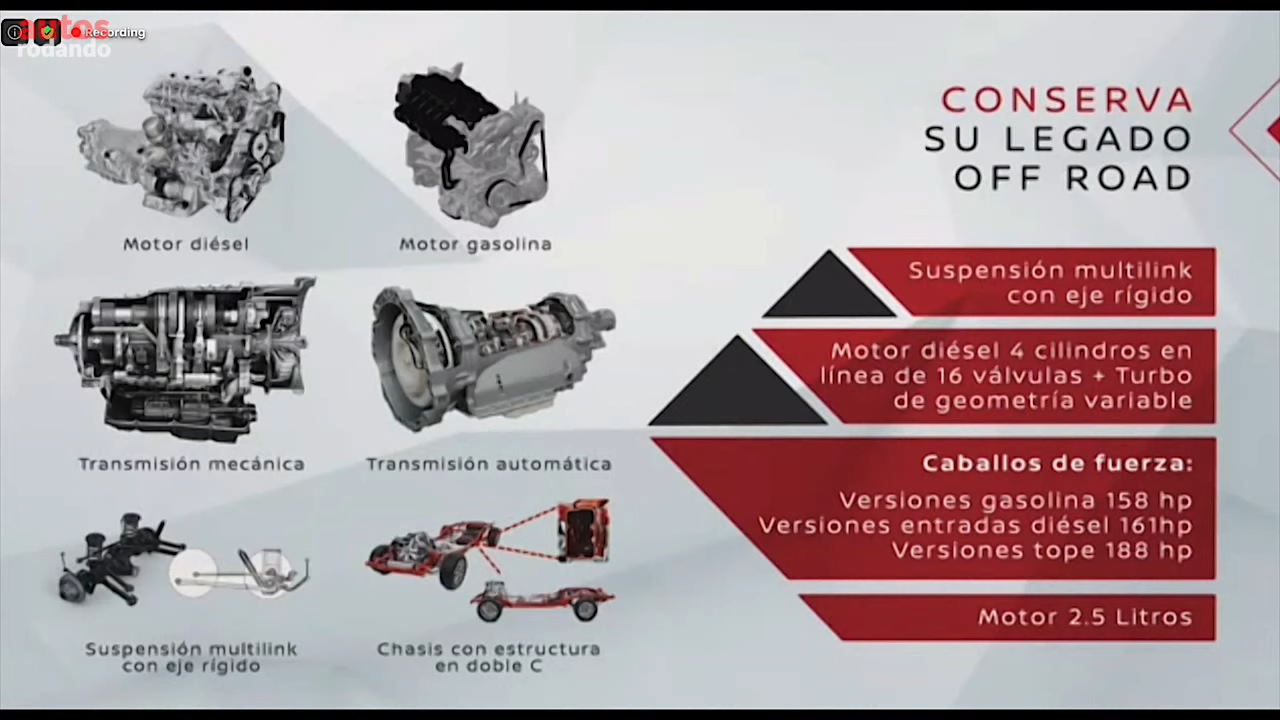 autos
rodando
Recording
CONSERVA
SU LEGADO
OFF ROAD
Motor diésel
Motor gasolina
Transmisión mecánica
Transmisión automática
Suspensión multilink
con eje rígido
Chasis con estructura
en doble C
Suspensión multilink
con eje rígido
Motor diésel 4 cilindros en
línea de 16 válvulas + Turbo
de geometría variable
Caballos de fuerza:
Versiones gasolina 158 hp
Versiones entradas diésel 161hp
Versiones tope 188 hp
Motor 2.5 Litros